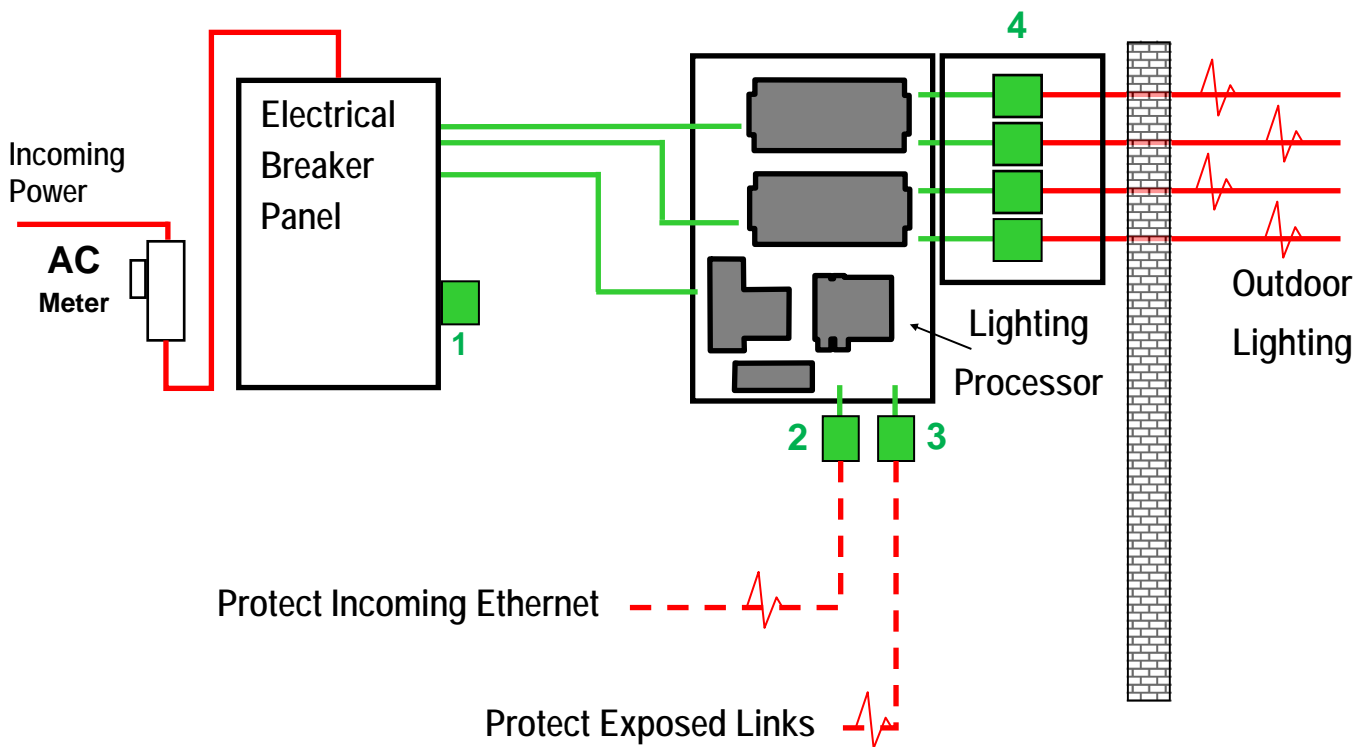 4
Electrical
Breaker
Panel
Incoming
Power
AC
Meter
1
Outdoor
Lighting
Lighting
Processor
2
3
Protect Incoming Ethernet
Protect Exposed Links